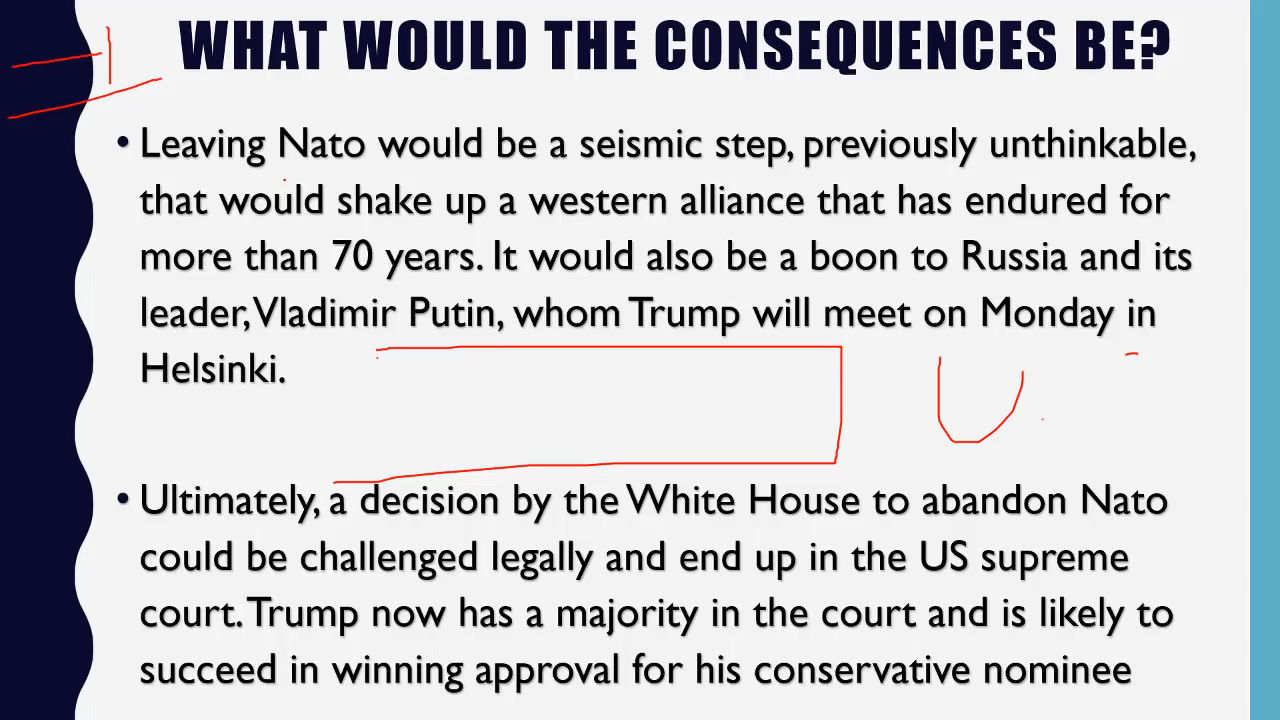 WHAT WOULD THE CONSEQUENCES BE?
• Leaving Nato would be a seismic step, previously unthinkable,
that would shake up a western alliance that has endured for
more than 70 years. It would also be a boon to Russia and its
leader, Vladimir Putin, whom Trump will meet on Monday in
Helsinki.
• Ultimately, a decision by the White House to abandon Nato
could be challenged legally and end up in the US supreme
court. Trump now has a majority in the court and is likely to
succeed in winning approval for his conservative nominee